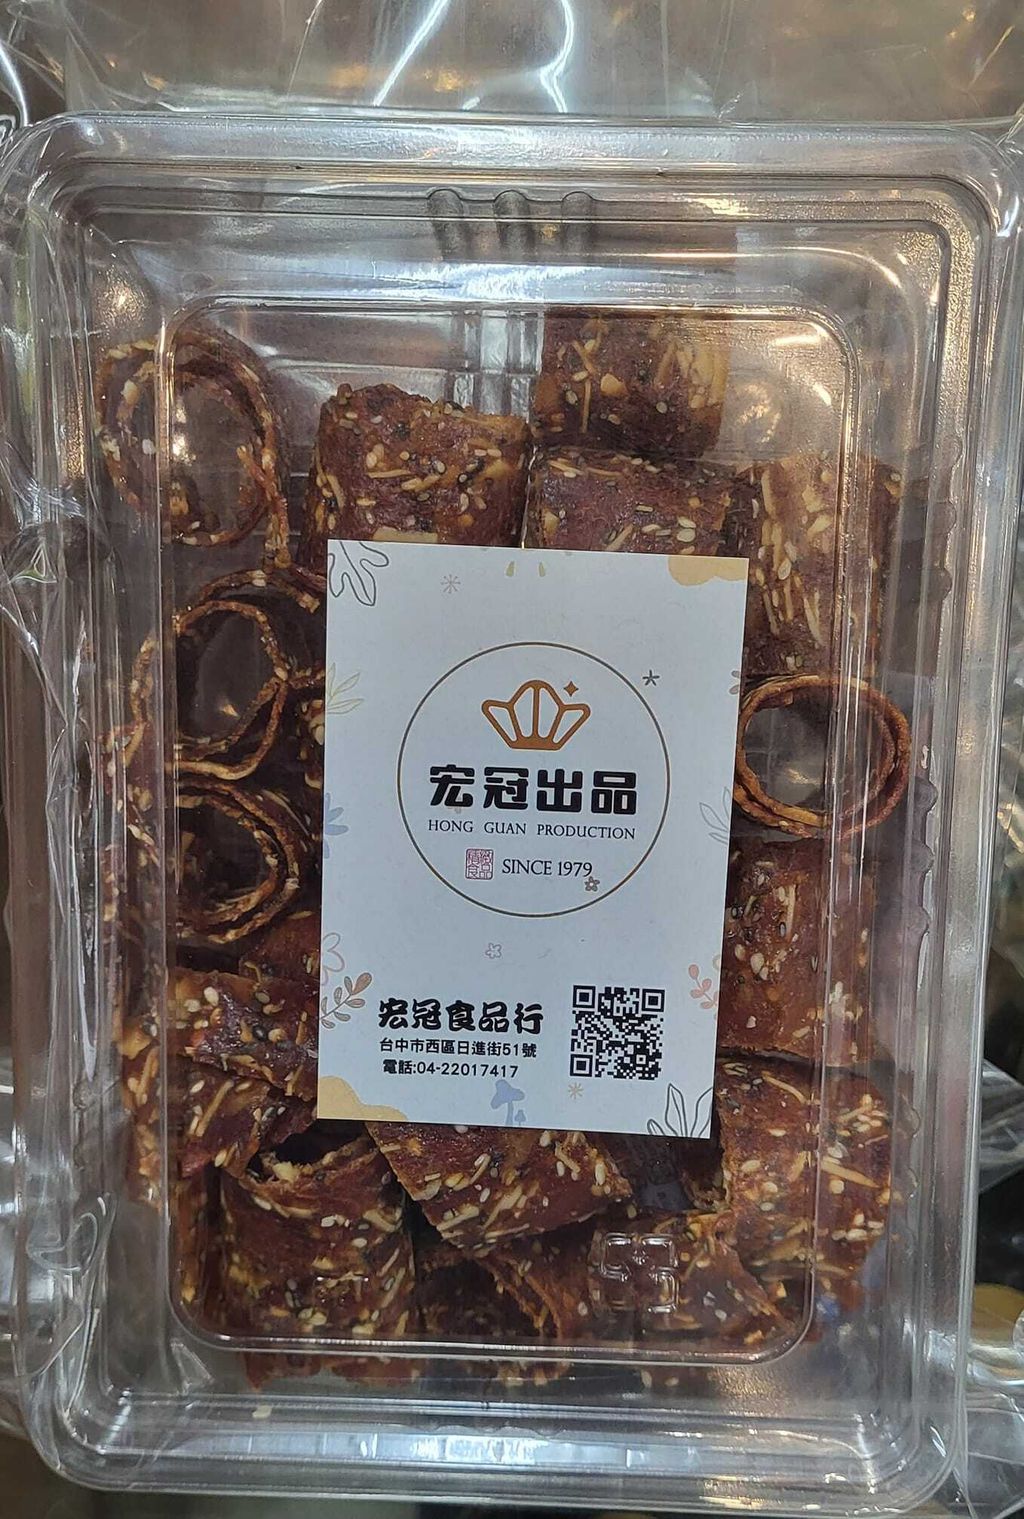 宏冠出品
HONG GUAN PRODUCTION
SINCE 1979
宏冠食品行
台中市西區日進街51號
電話:04-22017417